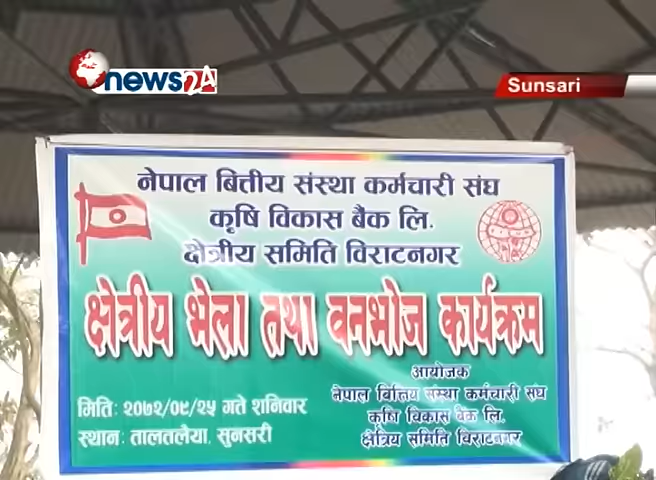 news24
Sunsari
नेपाल बित्तीय संस्था कर्मचारी संघ
कृषि विकास बैक लि.
क्षेत्रीय समिति विराटनगर
क्षेत्रीय भेला तथा वनभोज कार्यक्रम
आयोजक
नेपाल बित्तिय संस्था कर्मचारी संघ
कृषि विकास बैक लि.
क्षेत्रिय समिति विराटनगर
मिति: २०७२/०९/२५ गते शनिवार
स्थान: तालतलैया, सुनसरी